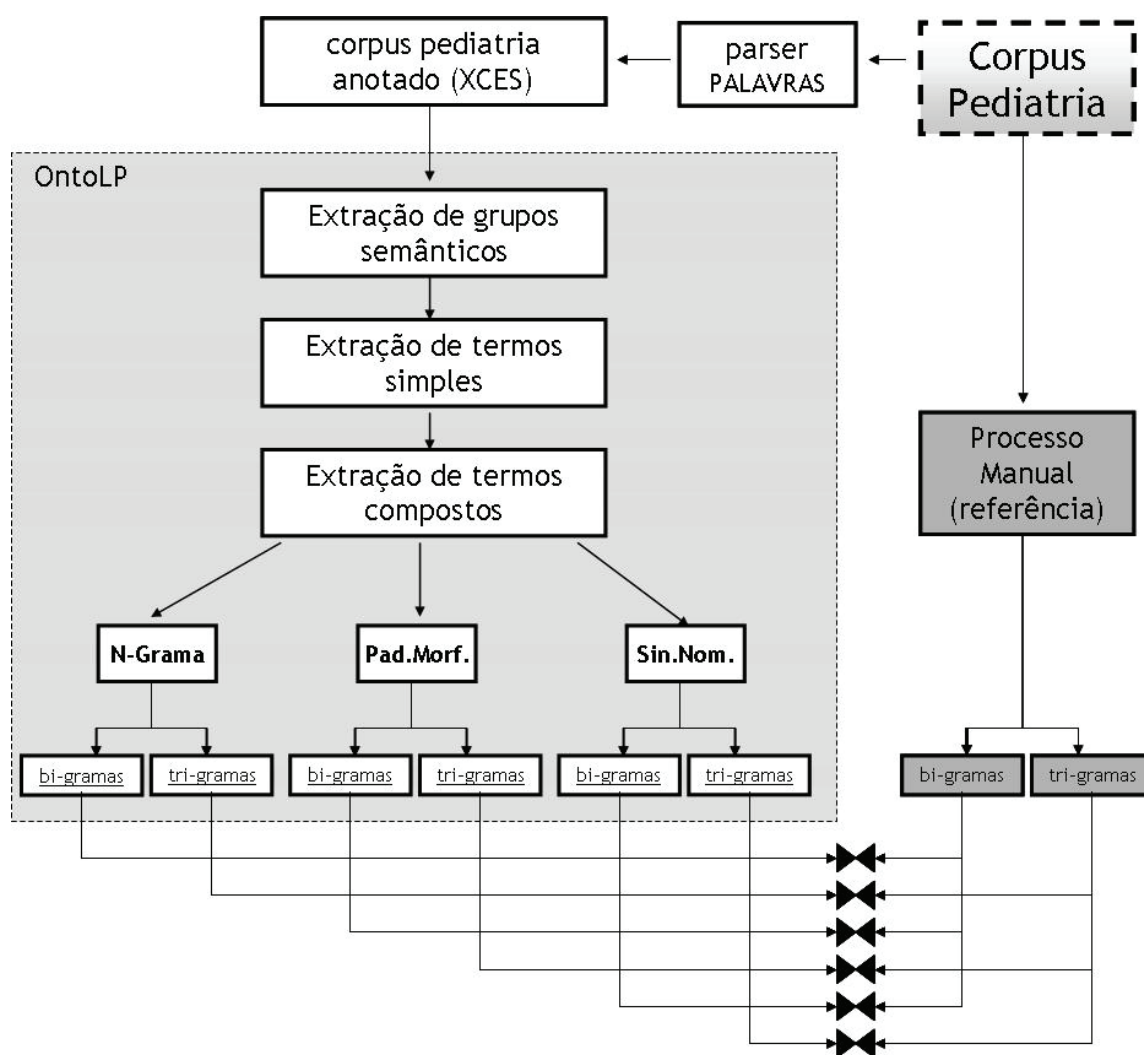 corpus pediatria
anotado (XCES)
parser
PALAVRAS
Corpus
Pediatria
OntoLP
Extração de grupos
semânticos
Extração de termos
simples
Extração de termos
compostos
Processo
Manual
(referência)
N-Grama
Pad.Morf.
Sin.Nom.
bi-gramas
tri-gramas
bi-gramas
tri-gramas
bi-gramas
tri-gramas
bi-gramas
tri-gramas